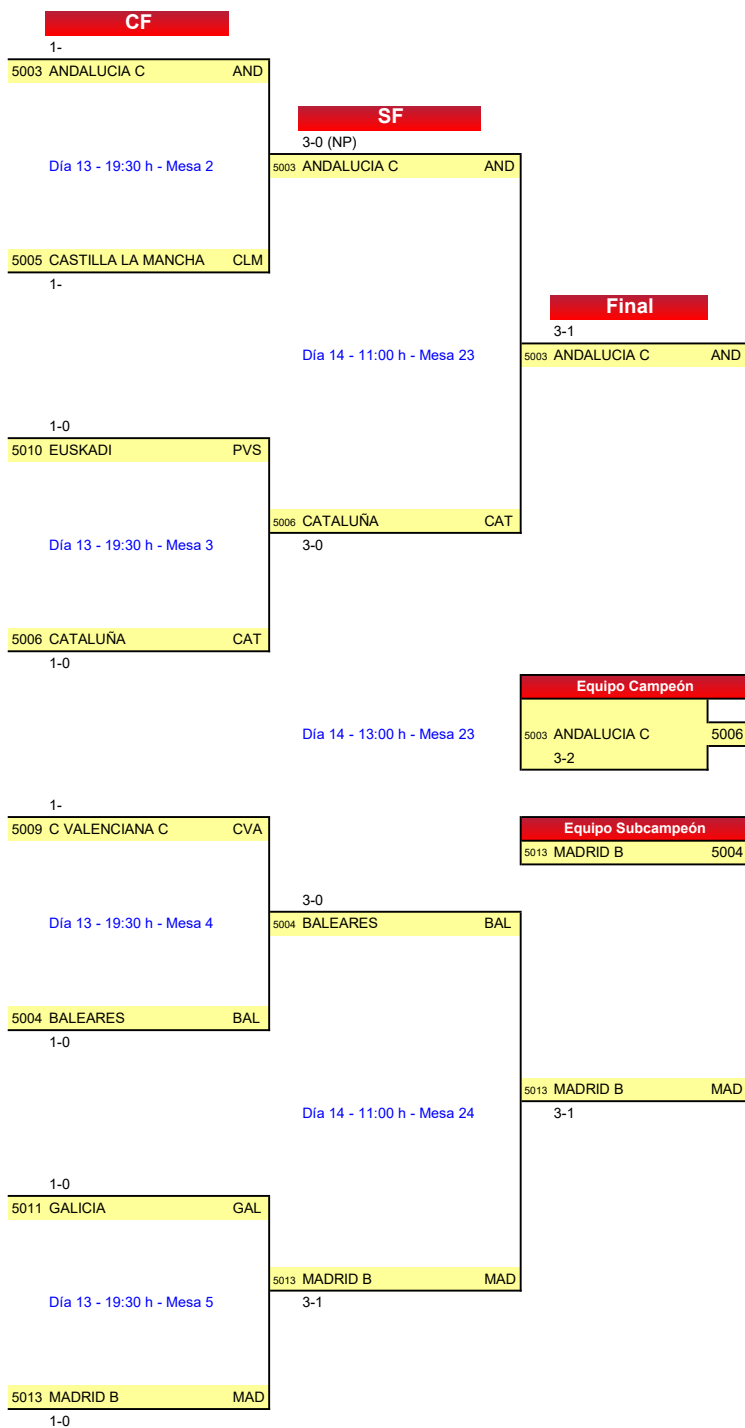 CF
1-
5003 ANDALUCIA C AND
SF
3-0 (NP)
Día 13 - 19:30 h - Mesa 2
5003 ANDALUCIA C AND
5005 CASTILLA LA MANCHA CLM
1-
Final
3-1
Día 14 - 11:00 h - Mesa 23
5003 ANDALUCIA C AND
1-0
5010 EUSKADI PVS
5006 CATALUÑA CAT
Día 13 - 19:30 h - Mesa 3
3-0
5006 CATALUÑA CAT
1-0
Equipo Campeón
Día 14 - 13:00 h - Mesa 23
5003 ANDALUCIA C 5006
3-2
1-
5009 C VALENCIANA C CVA
Equipo Subcampeón
5013 MADRID B 5004
3-0
Día 13 - 19:30 h - Mesa 4
5004 BALEARES BAL
5004 BALEARES BAL
1-0
5013 MADRID B MAD
Día 14 - 11:00 h - Mesa 24
3-1
1-0
5011 GALICIA GAL
5013 MADRID B MAD
Día 13 - 19:30 h - Mesa 5
3-1
5013 MADRID B MAD
1-0